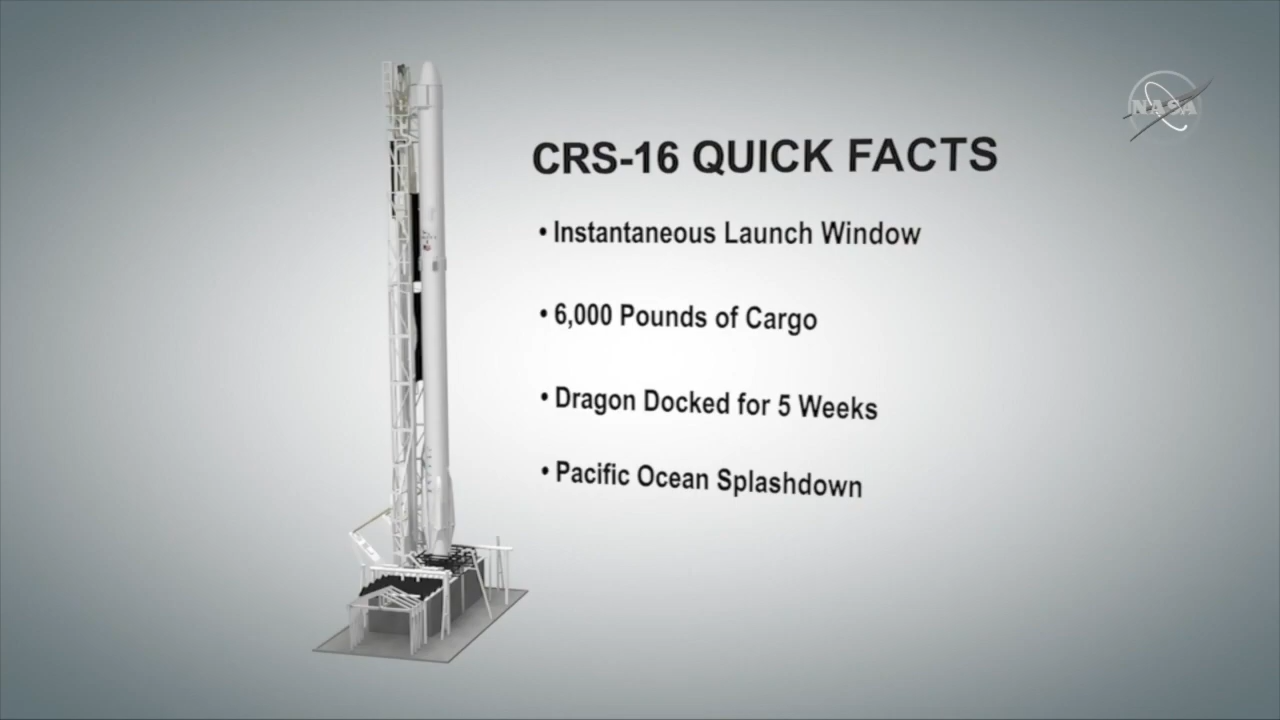 NASA
CRS-16 QUICK FACTS
• Instantaneous Launch Window
• 6,000 Pounds of Cargo
• Dragon Docked for 5 Weeks
• Pacific Ocean Splashdown